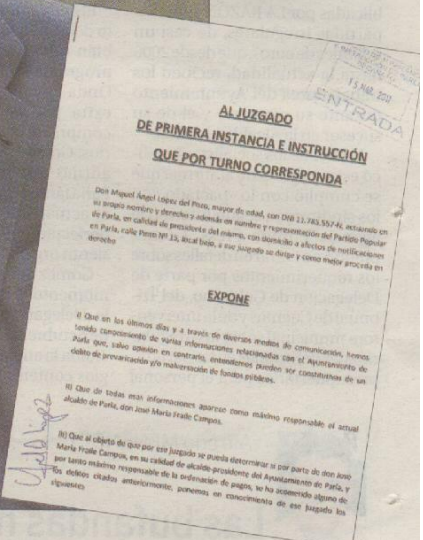 11 MAR. 2011
ENTRADA
AL JUZGADO
DE PRIMERA INSTANCIA E INSTRUCCIÓN
QUE POR TURNO CORRESPONDA
Don Miguel Ángel López del Pozo, mayor de edad, con DNI, actuando en
su propio nombre y derecho y además en nombre y representación del Partido Popular
de Parla, en calidad de presidente del mismo, con domicilio a efectos de notificaciones
en Parla, calle Pinto Nº 33, local bajo, a ese juzgado se dirige y como mejor proceda en
derecho
EXPONE
I) Que en los últimos días y a través de diversos medios de comunicación, hemos
tenido conocimiento de varias informaciones relacionadas con el Ayuntamiento de
Parla que, salvo opinión en contrario, entendemos pueden ser constitutivas de un
delito de prevaricación y/o malversación de fondos públicos.
II) Que de todas esas informaciones aparece como máximo responsable el actual
alcalde de Parla, don José María Fraile Campos.
III) Que al objeto de que por ese juzgado se pueda determinar si por parte de don José
María Fraile Campos, en su calidad de alcalde-presidente del Ayuntamiento de Parla, y
por tanto máximo responsable de la ordenación de pagos, se ha cometido alguno de
los delitos citados anteriormente, ponemos en conocimiento de ese juzgado los
siguientes